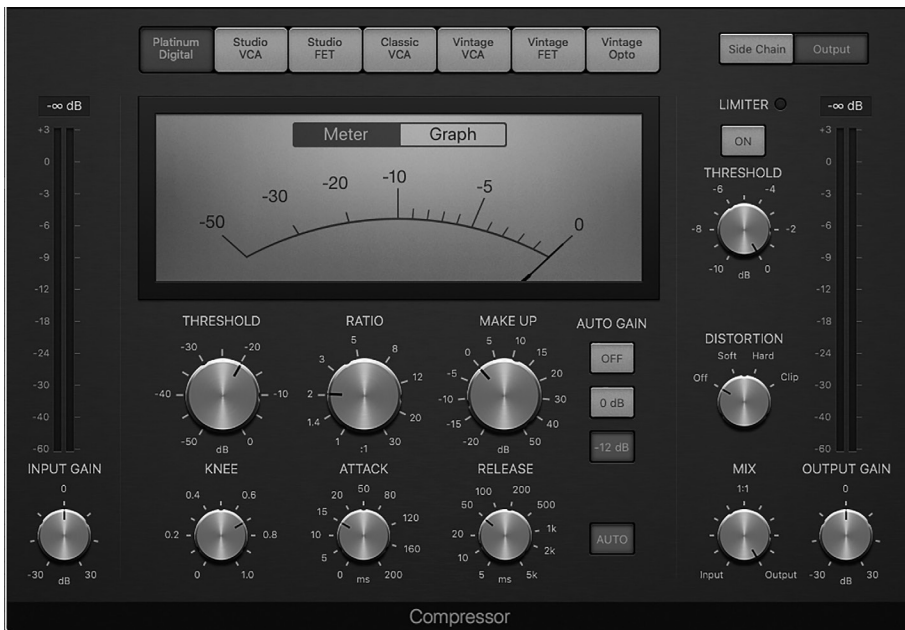 Platinum Digital
Studio VCA
Studio FET
Classic VCA
Vintage VCA
Vintage FET
Vintage Opto
Side Chain
Output
-∞ dB
+3
0
-3
-6
-9
-12
-18
-24
-30
-40
-60
INPUT GAIN
0
-30
dB
30
Meter
Graph
-50
-30
-20
-10
-5
0
THRESHOLD
-30
-20
-40
-10
-50
dB
0
RATIO
5
3
8
2
12
1.4
20
1
:1
30
MAKE UP
5
10
0
15
-5
20
-10
30
-15
40
-20
dB
50
AUTO GAIN
OFF
0 dB
-12 dB
KNEE
0.4
0.6
0.2
0.8
0
1.0
ATTACK
50
20
80
15
120
10
160
5
0
ms
200
RELEASE
100
200
50
500
20
1k
10
2k
5
ms
5k
AUTO
LIMITER
ON
THRESHOLD
-6
-4
-8
-2
-10
dB
0
DISTORTION
Soft
Hard
Off
Clip
MIX
1:1
Input
Output
-∞ dB
+3
0
-3
-6
-9
-12
-18
-24
-30
-40
-60
OUTPUT GAIN
0
-30
dB
30
Compressor